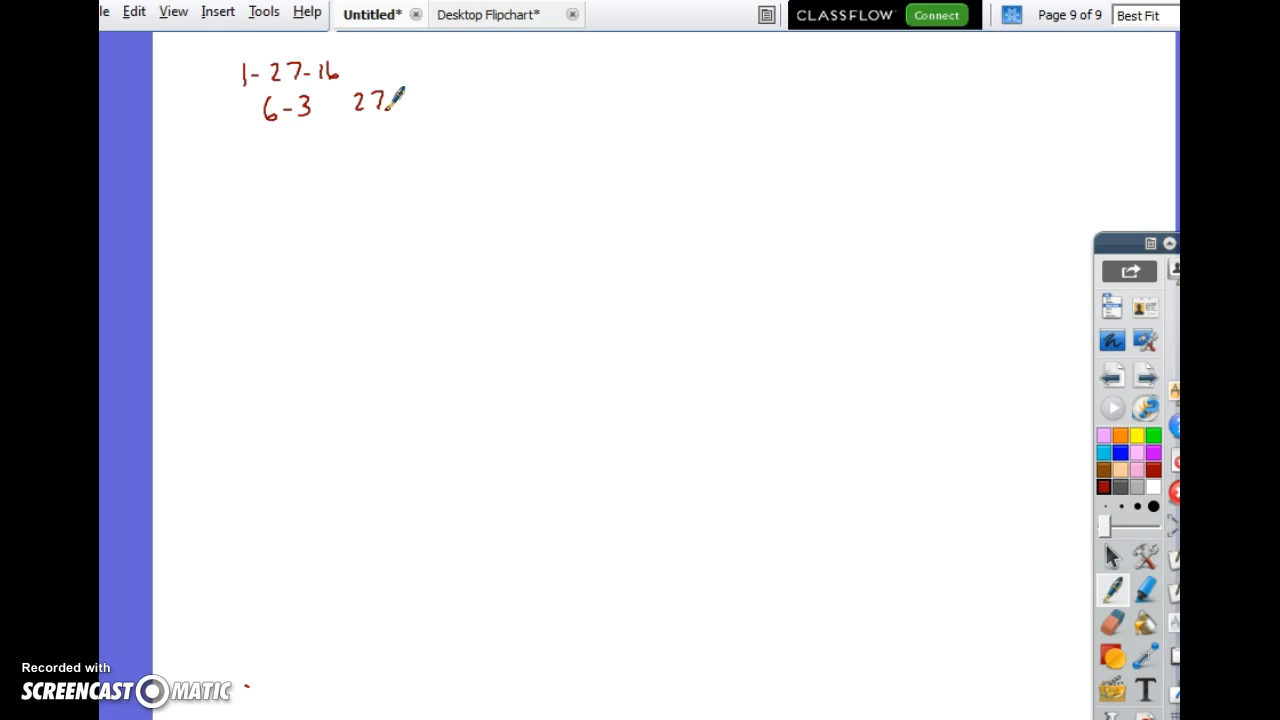 le Edit View Insert Tools Help Untitled* Desktop Flipchart* CLASSFLOW Connect Page 9 of 9 Best Fit
1-27-16
6-3 27
T
Recorded with
SCREENCAST MATIC